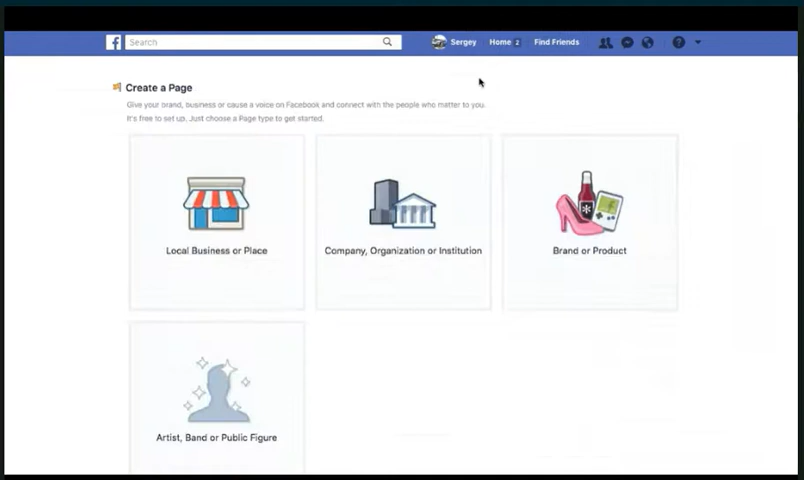 f Search Sergey Home 2 Find Friends
Create a Page
Give your brand, business or cause a voice on Facebook and connect with the people who matter to you.
It's free to set up. Just choose a Page type to get started.
Local Business or Place
Company, Organization or Institution
Brand or Product
Artist, Band or Public Figure